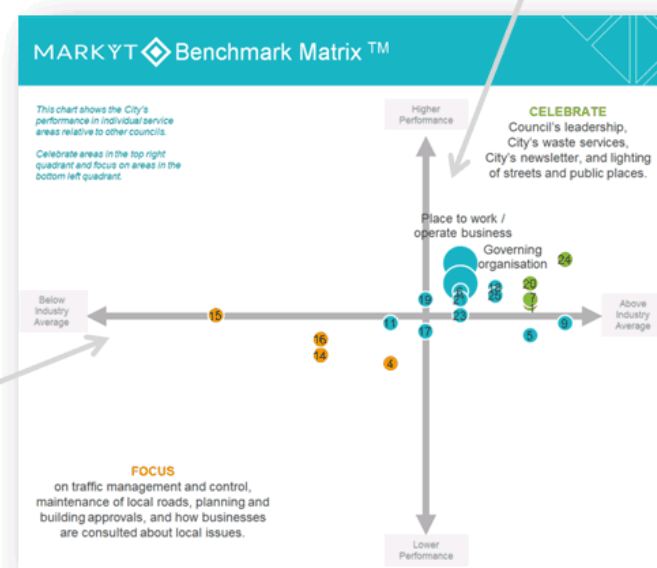 MARKYT Benchmark Matrix ™
This chart shows the City's
performance in individual service
areas relative to other councils.
Celebrate areas in the top right
quadrant and focus on areas in the
bottom left quadrant.
Higher
Performance
CELEBRATE
Council's leadership,
City's waste services,
City's newsletter, and lighting
of streets and public places.
Place to work /
operate business
Governing
organisation
24
20
25
7
19
21
23
Below
Industry
Average
15
11
17
5
9
Above
Industry
Average
16
14
4
FOCUS
on traffic management and control,
maintenance of local roads, planning and
building approvals, and how businesses
are consulted about local issues.
Lower
Performance